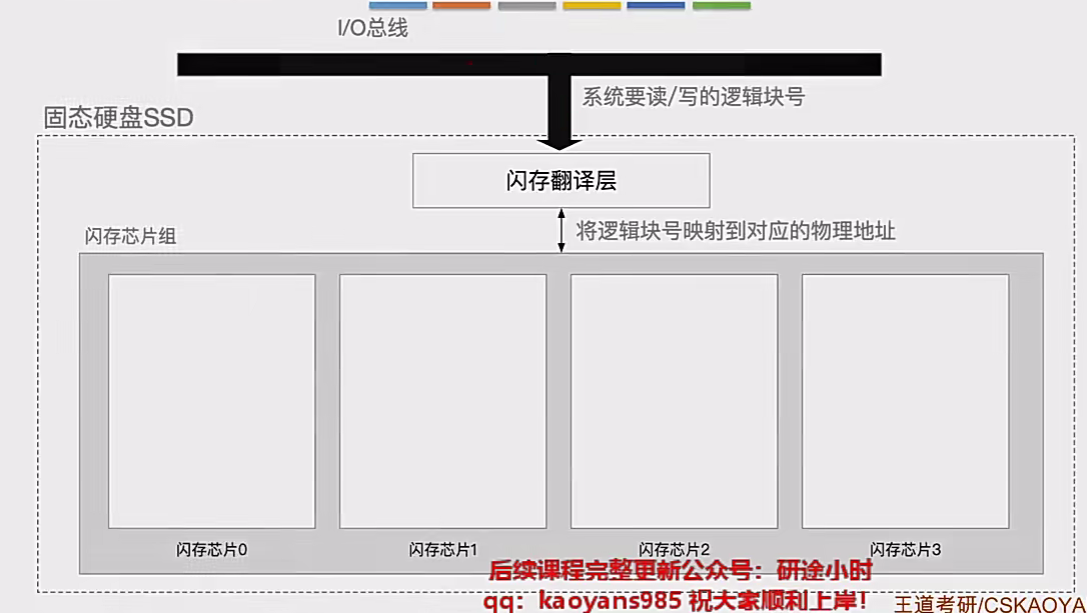 I/O总线
系统要读/写的逻辑块号
固态硬盘SSD
闪存翻译层
将逻辑块号映射到对应的物理地址
闪存芯片组
闪存芯片0
闪存芯片1
闪存芯片2
闪存芯片3
后续课程完整更新公众号：研途小时
qq：kaoyans985 祝大家顺利上岸！
王道考研/CSKAOYA